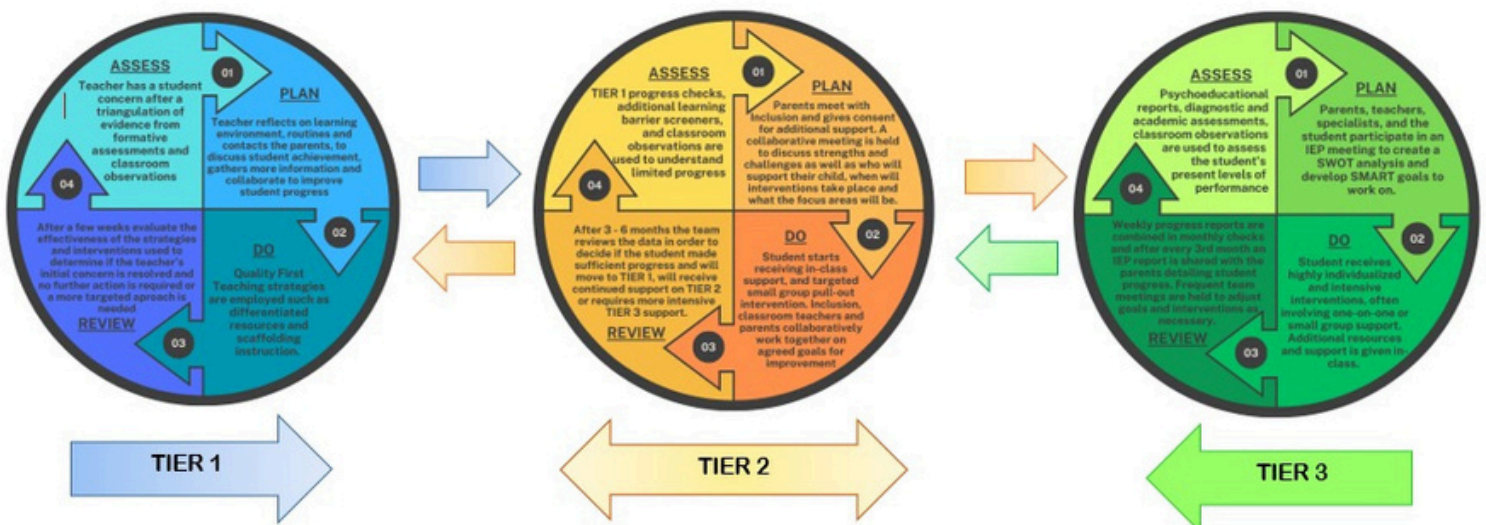 ASSESS
Teacher has a student
concern after a
triangulation of
evidence from
formative
assessments and
classroom
observations
01
PLAN
Teacher reflects on learning
environment, routines and
contacts the parents, to
discuss student achievement,
gathers more information and
collaborate to improve
student progress
02
DO
Quality First
Teaching strategies
are employed such as
differentiated
resources and
scaffolding
instruction.
03
After a few weeks evaluate the
effectiveness of the strategies
and interventions used to
determine if the teacher's
initial concern is resolved and
no further action is required or
a more targeted aproach is
needed
REVIEW
04
TIER 1
ASSESS
TIER 1 progress checks,
additional learning
barrier screeners,
and classroom
observations are
used to understand
limited progress
01
PLAN
Parents meet with
Inclusion and gives consent
for additional support. A
collaborative meeting is held
to discuss strengths and
challenges as well as who will
support their child, when will
interventions take place and
what the focus areas will be.
02
DO
Student starts
receiving in-class
support, and targeted
small group pull-out
intervention. Inclusion,
classroom teachers and
parents collaboratively
work together on
agreed goals for
improvement
03
After 3 - 6 months the team
reviews the data in order to
decide if the student made
sufficient progress and will
move to TIER 1, will receive
continued support on TIER 2
or requires more intensive
TIER 3 support.
REVIEW
04
TIER 2
ASSESS
Psychoeducational
reports, diagnostic and
academic assessments,
classroom observations
are used to assess
the student's
present levels of
performance
01
PLAN
Parents, teachers,
specialists, and the
student participate in an
IEP meeting to create a
SWOT analysis and
develop SMART goals to
work on.
02
DO
Student receives
highly individualized
and intensive
interventions, often
involving one-on-one or
small group support.
Additional resources
and support is given in-
class.
03
Weekly progress reports are
combined in monthly checks
and after every 3rd month an
IEP report is shared with the
parents detailing student
progress. Frequent team
meetings are held to adjust
goals and interventions as
necessary.
REVIEW
04
TIER 3